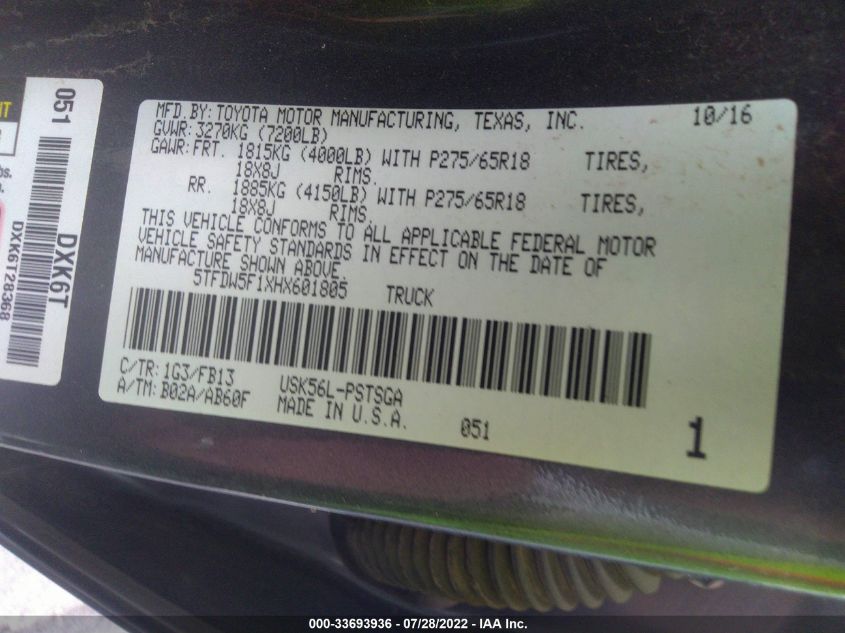 MFD.BY:TOYOTA MOTOR MANUFACTURING, TEXAS, INC. 10/16
GVWR:3270KG (7200LB)
GAWR:FRT. 1815KG (4000LB) WITH P275/65R18 TIRES,
18X8J RIMS.
RR. 1885KG (4150LB) WITH P275/65R18 TIRES,
18X8J RIMS.
THIS VEHICLE CONFORMS TO ALL APPLICABLE FEDERAL MOTOR
VEHICLE SAFETY STANDARDS IN EFFECT ON THE DATE OF
MANUFACTURE SHOWN ABOVE.
5TFDW5F1XHX601805 TRUCK
C/TR:1G3/FB13 USK56L-PSTSGA
A/TM:B02A/AB60F MADE IN U.S.A. 051
1
051
DXK6T
DXK6T28368
000-33693936 - 07/28/2022 - IAA Inc.